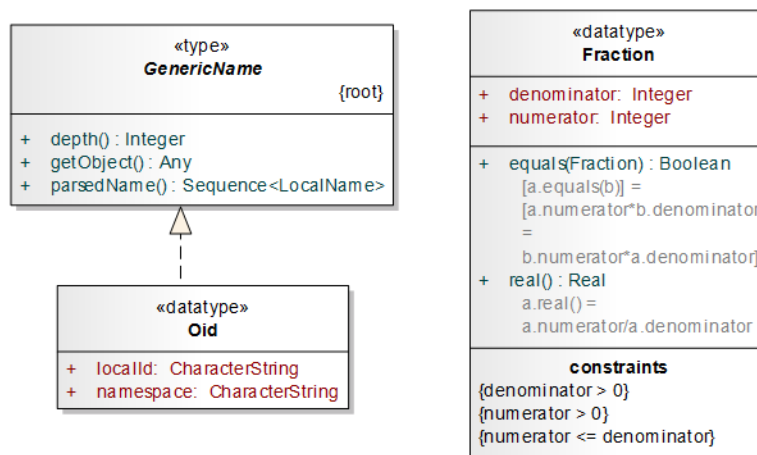 «type»
GenericName
{root}
+ depth() : Integer
+ getObject() : Any
+ parsedName() : Sequence<LocalName>
«datatype»
Oid
+ localId: CharacterString
+ namespace: CharacterString
«datatype»
Fraction
+ denominator: Integer
+ numerator: Integer
+ equals(Fraction) : Boolean
[a.equals(b)] =
[a.numerator*b.denominator
=
b.numerator*a.denominator]
+ real() : Real
a.real() =
a.numerator/a.denominator
constraints
{denominator > 0}
{numerator > 0}
{numerator <= denominator}